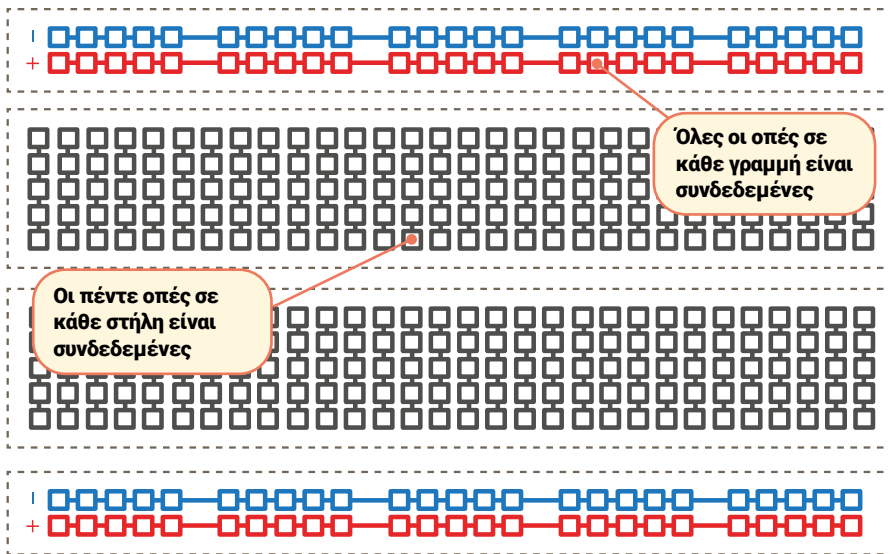 −
+
Όλες οι οπές σε
κάθε γραμμή είναι
συνδεδεμένες
Οι πέντε οπές σε
κάθε στήλη είναι
συνδεδεμένες
−
+